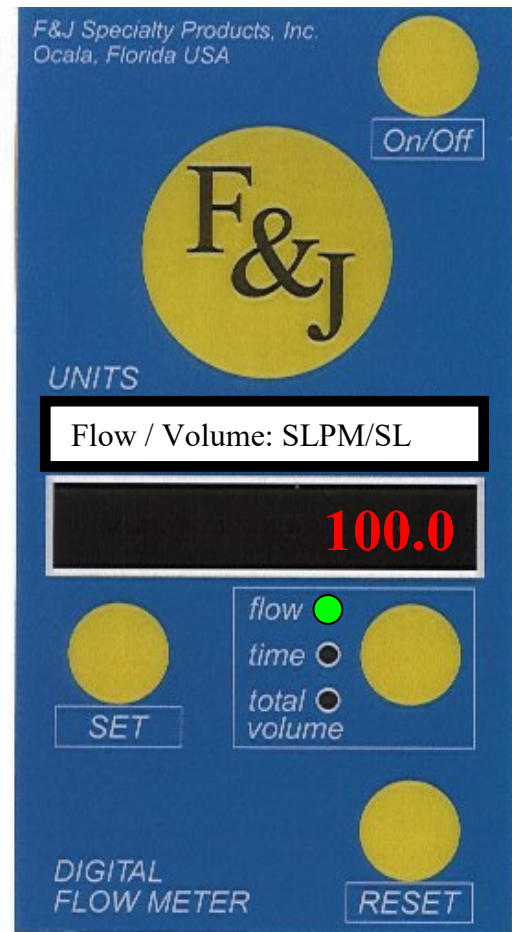 F&J Specialty Products, Inc.
Ocala, Florida USA
On/Off
F&J
UNITS
Flow / Volume: SLPM/SL
100.0
flow
time
total
volume
SET
DIGITAL
FLOW METER
RESET